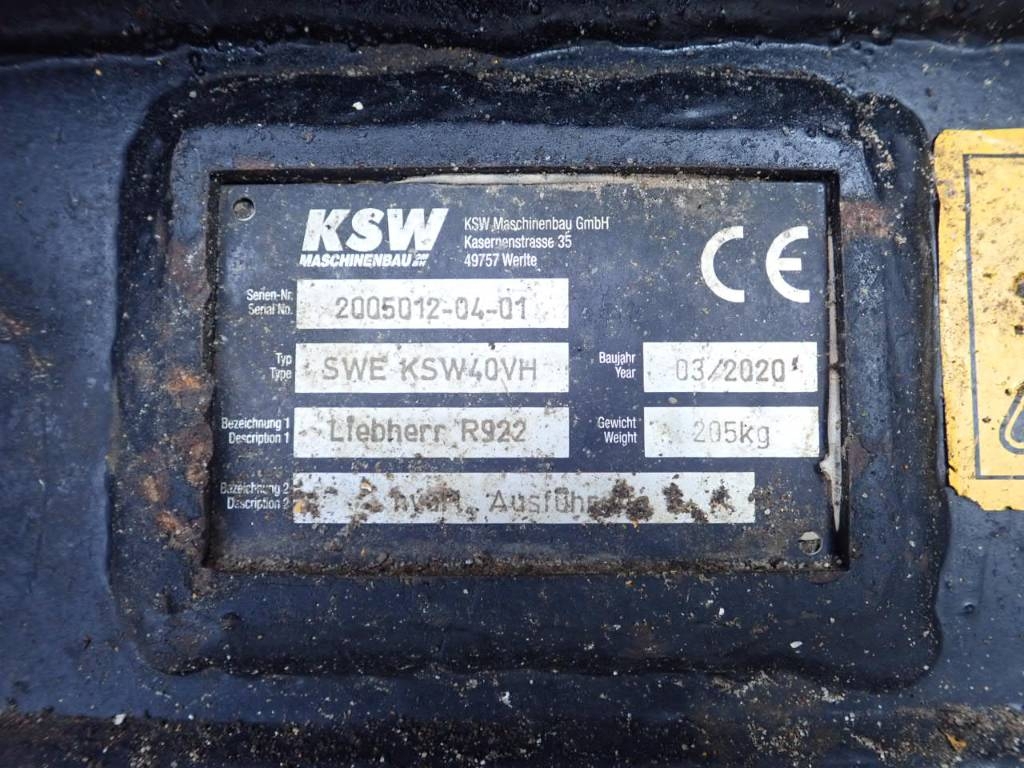 KSW
MASCHINENBAU
KSW Maschinenbau GmbH
Kasernenstrasse 35
49757 Werlte
CE
Serien-Nr.
Serial No.
2005012-04-01
Typ
Type
SWE KSW40VH
Baujahr
Year
03/2020
Bezeichnung 1
Description 1
Liebherr R922
Gewicht
Weight
205kg
Bezeichnung 2
Description 2
hydr.